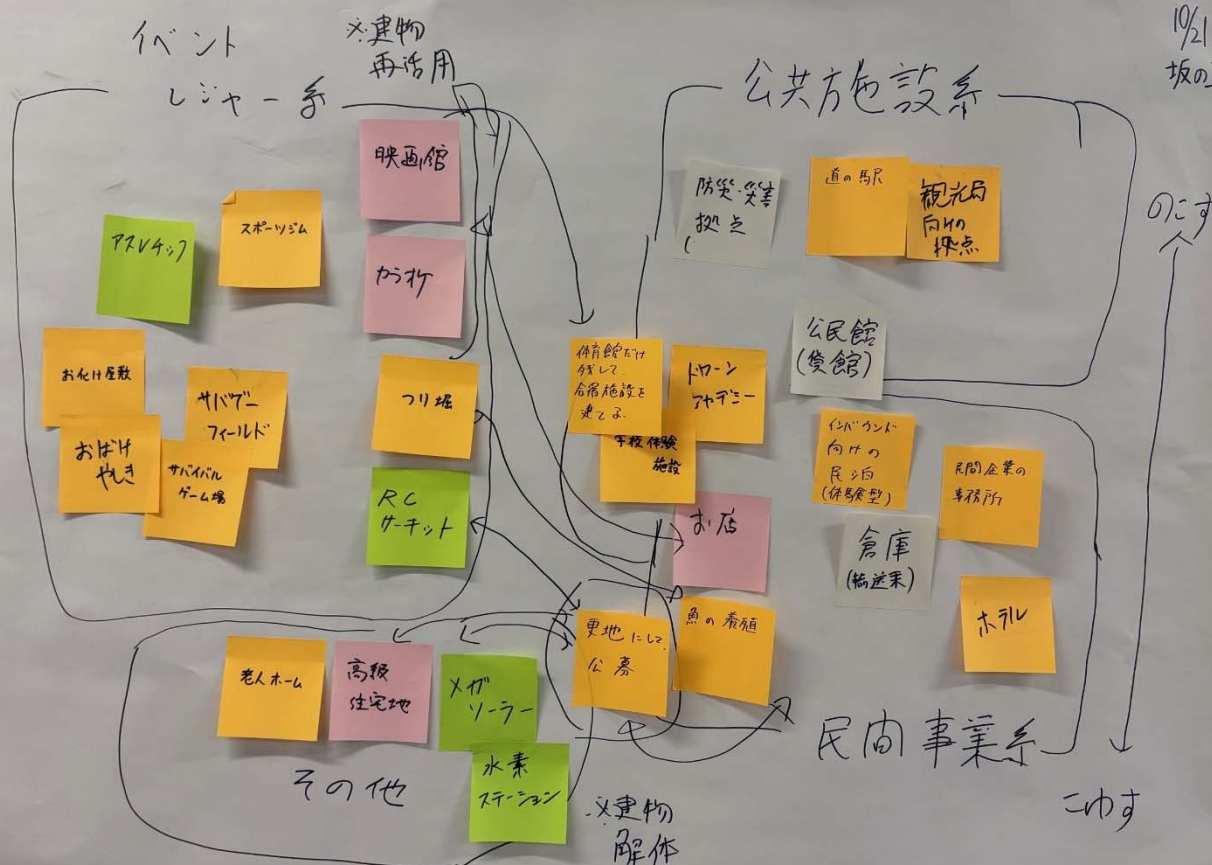 イベント
レジャー系
※建物
再活用
公共施設系
10/21
坂の
映画館
カラオケ
スポーツジム
アスレチック
お化け屋敷
おばけ
やしき
サバゲー
フィールド
サバイバル
ゲーム場
つり堀
RC
サーキット
防災・災害
拠点
道の駅
観光局
向けの
拠点
のこす
公民館
(貸館)
体育館だけ
残して
合宿施設を
建てる.
学校体験
施設
ドローン
アカデミー
お店
インバウンド
向けの
民泊
(体験型)
民間企業の
事務所
倉庫
(輸送業)
ホテル
更地にして、
公募
魚の養殖
民間事業系
こわす
老人ホーム
高級
住宅地
メガ
ソーラー
水素
ステーション
その他
※建物
解体